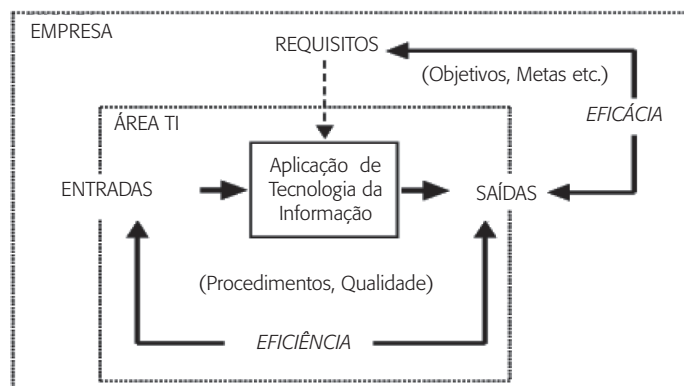 EMPRESA
REQUISITOS
(Objetivos, Metas etc.)
EFICÁCIA
ÁREA TI
ENTRADAS
Aplicação de
Tecnologia da
Informação
SAÍDAS
(Procedimentos, Qualidade)
EFICIÊNCIA